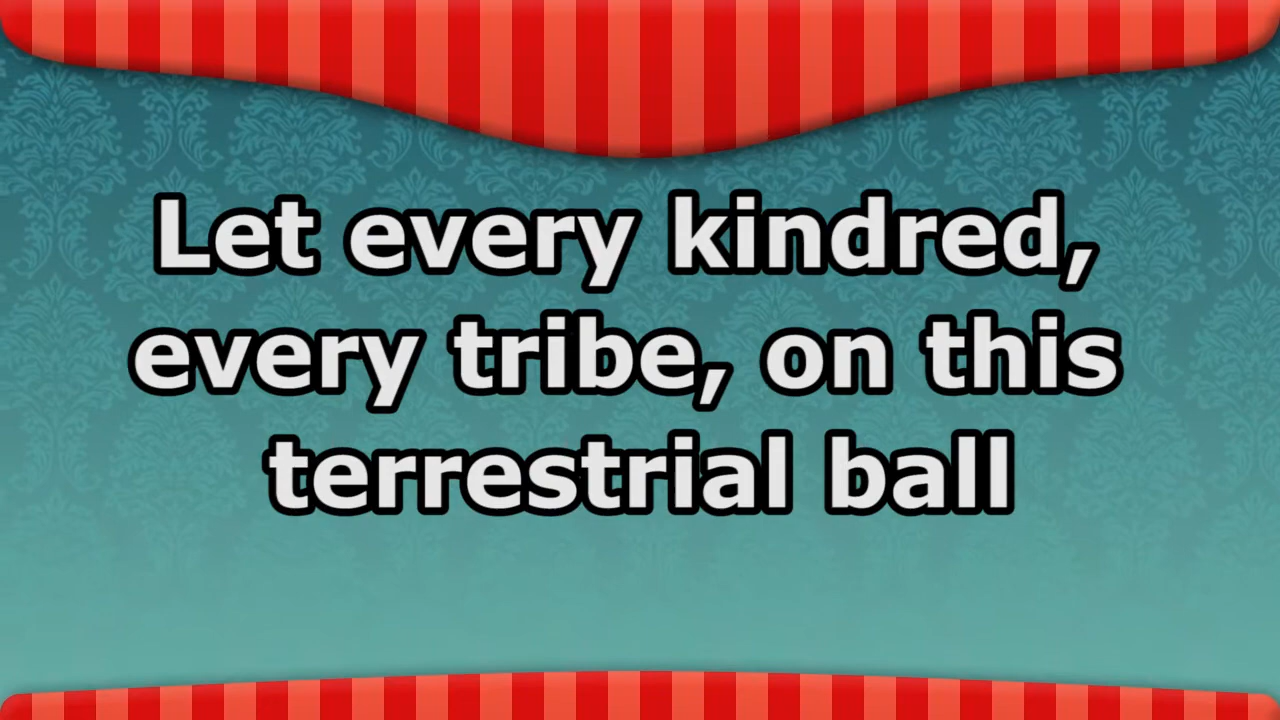 Let every kindred,
every tribe, on this
terrestrial ball